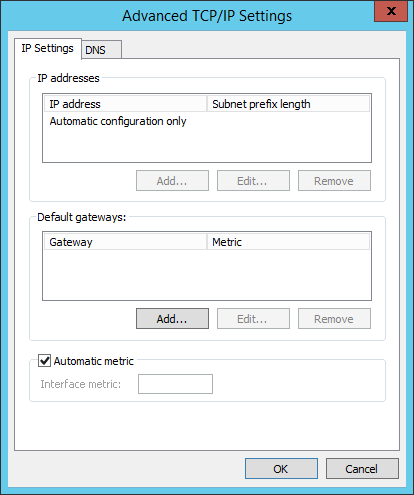 Advanced TCP/IP Settings
x
IP Settings DNS
IP addresses
IP address Subnet prefix length
Automatic configuration only
Add... Edit... Remove
Default gateways:
Gateway Metric
Add... Edit... Remove
Automatic metric
Interface metric:
OK Cancel